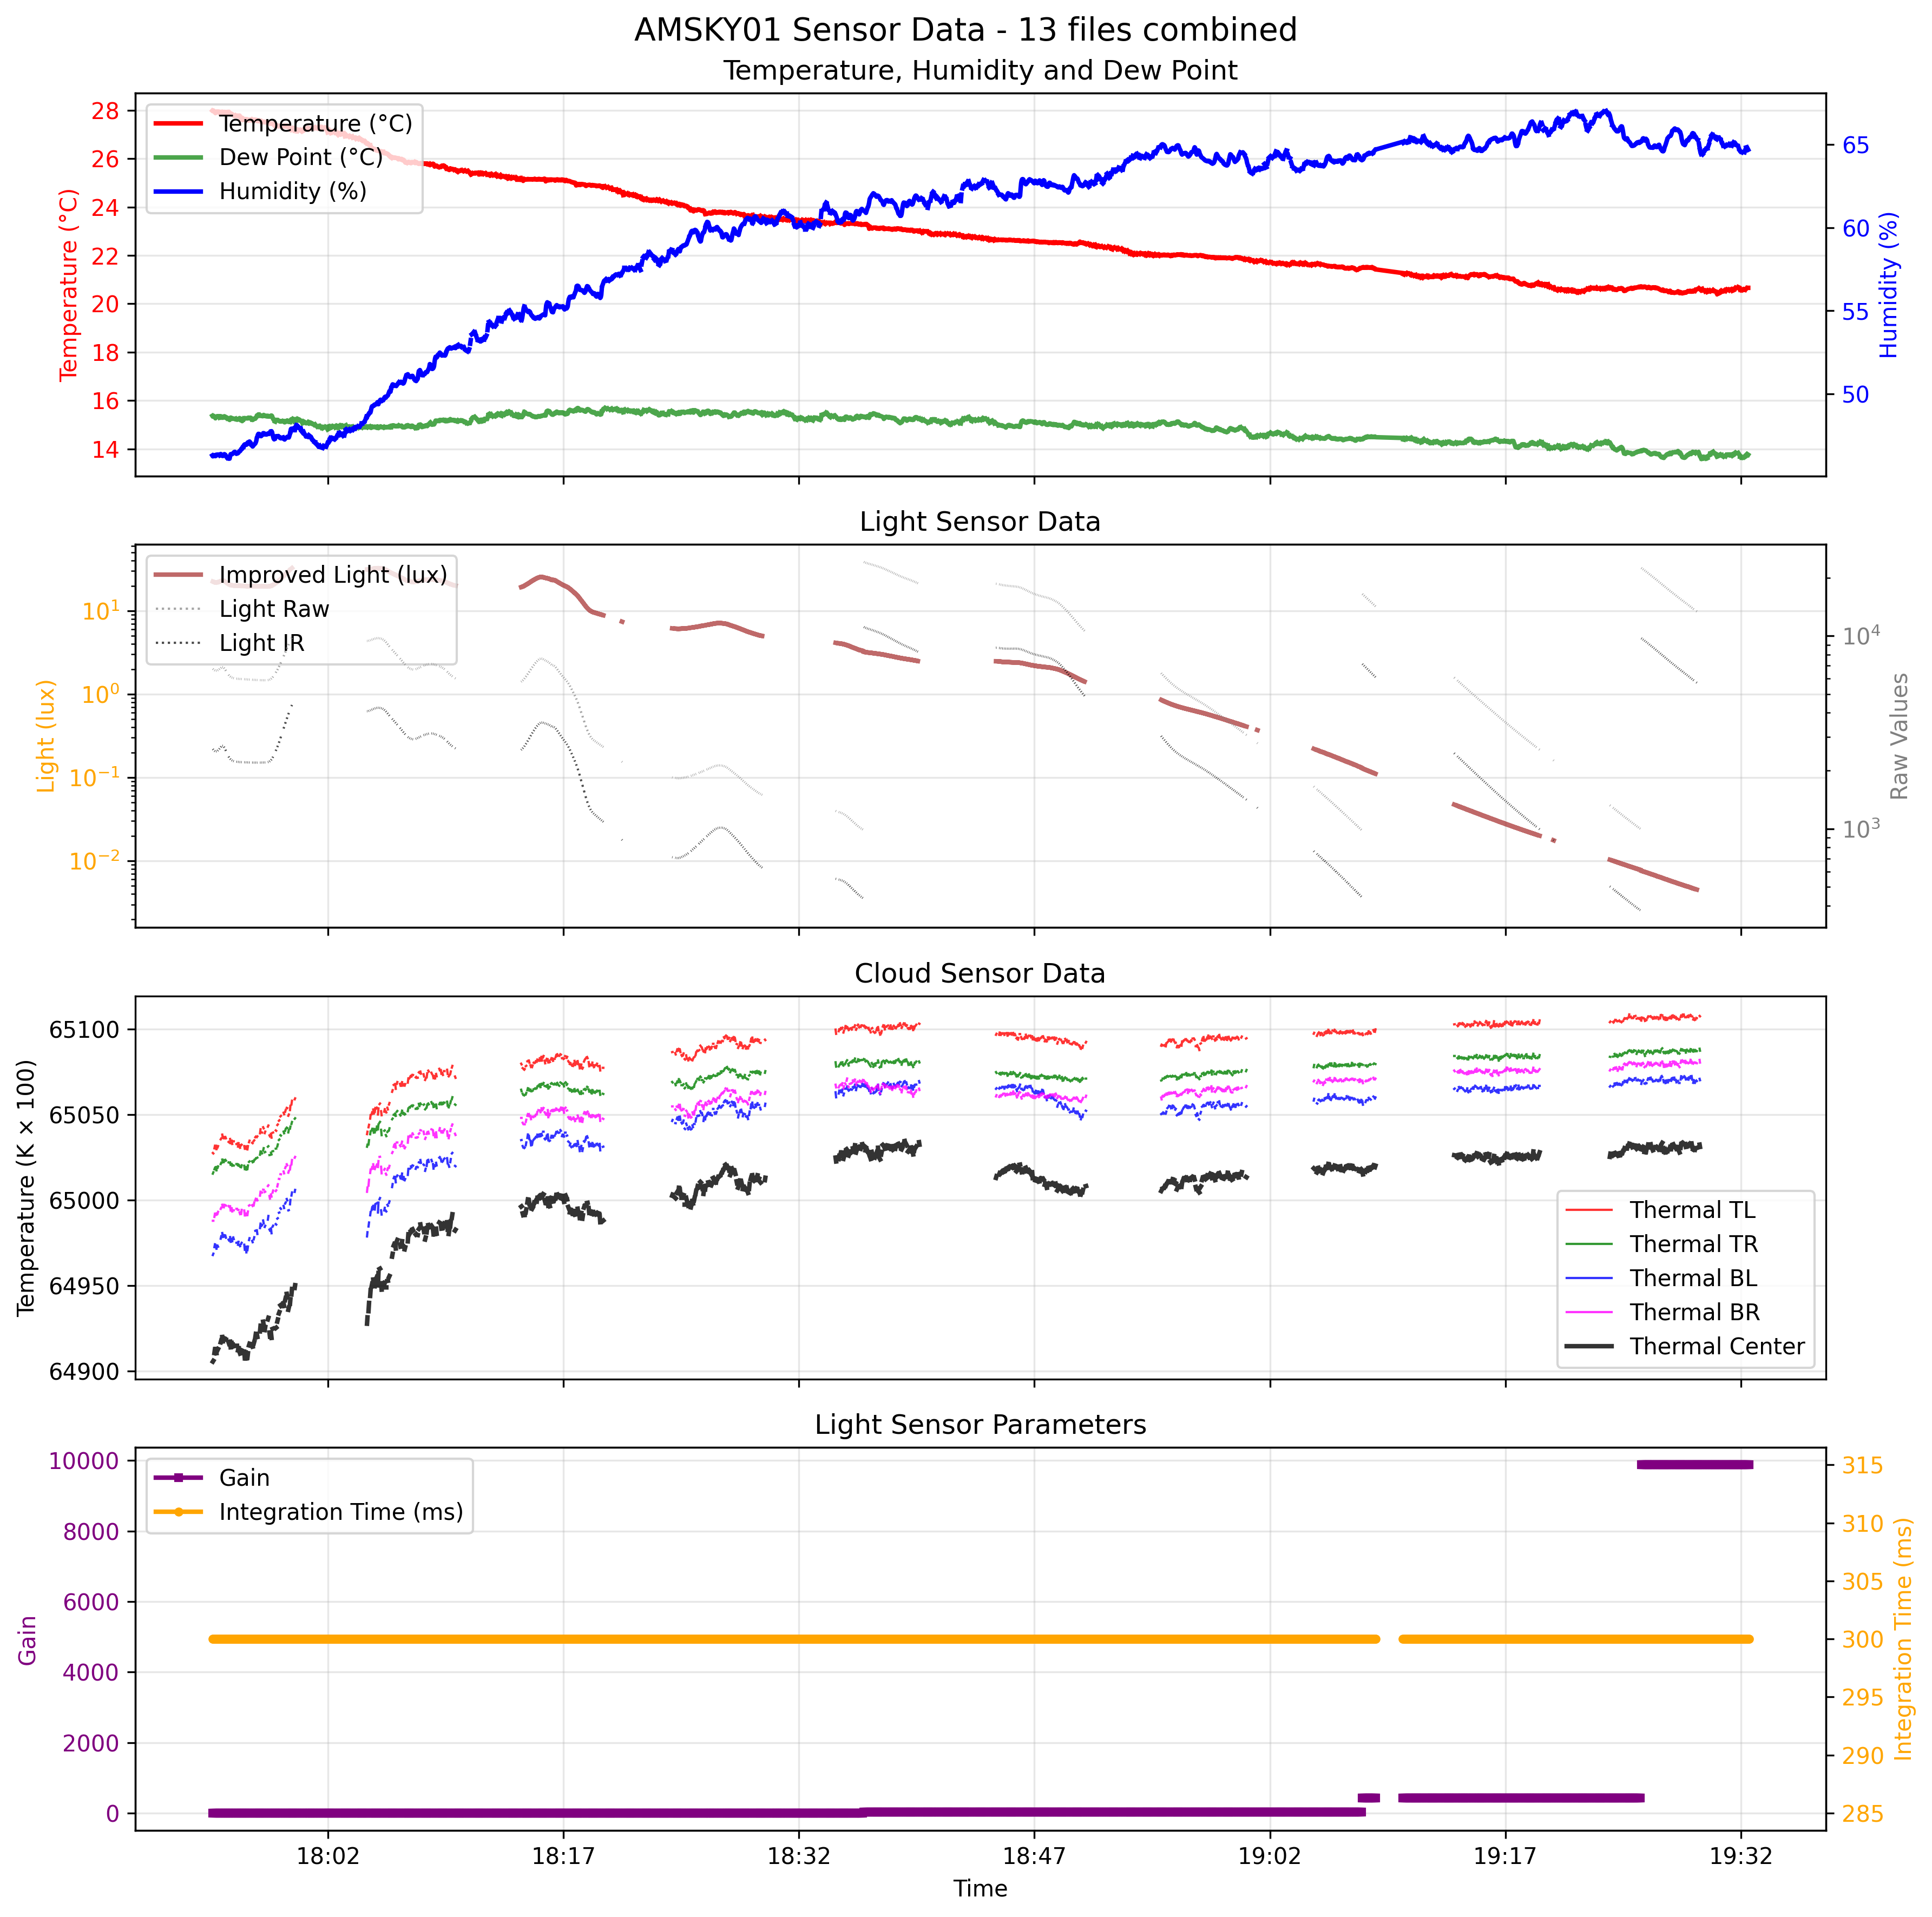 AMSKY01 Sensor Data - 13 files combined
Temperature, Humidity and Dew Point
Temperature (°C)
28
26
24
22
20
18
16
14
Temperature (°C)
Dew Point (°C)
Humidity (%)
65
60
55
50
Humidity (%)
Light Sensor Data
Light (lux)
10¹
10⁰
10⁻¹
10⁻²
Improved Light (lux)
Light Raw
Light IR
10⁴
10³
Raw Values
Cloud Sensor Data
Temperature (K × 100)
65100
65050
65000
64950
64900
Thermal TL
Thermal TR
Thermal BL
Thermal BR
Thermal Center
Light Sensor Parameters
Gain
10000
8000
6000
4000
2000
0
Gain
Integration Time (ms)
315
310
305
300
295
290
285
Integration Time (ms)
18:02 18:17 18:32 18:47 19:02 19:17 19:32
Time